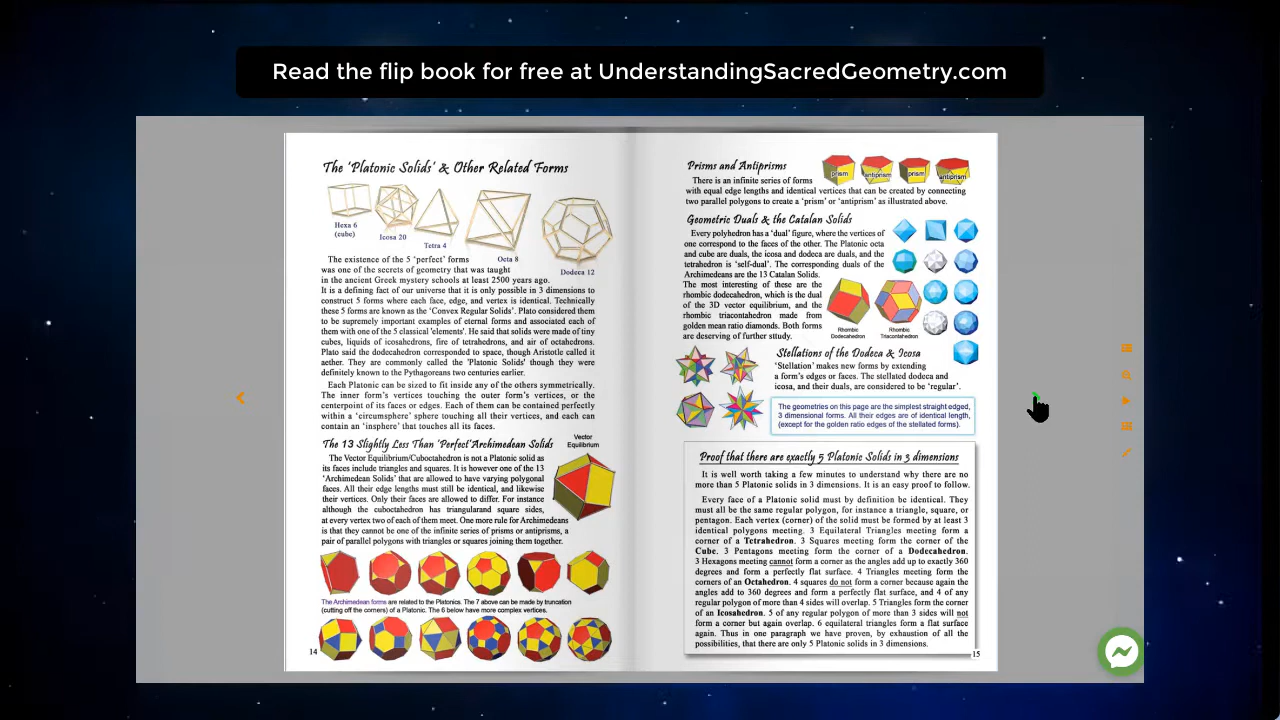 Read the flip book for free at UnderstandingSacredGeometry.com
The 'Platonic Solids' & Other Related Forms
Hexa 6
(cube)
Icosa 20
Tetra 4
Octa 8
Dodeca 12
The existence of the 5 'perfect' forms
was one of the secrets of geometry that was taught
in the ancient Greek mystery schools at least 2500 years ago.
It is a defining fact of our universe that it is only possible in 3 dimensions to
construct 5 forms where each face, edge, and vertex is identical. Technically
these 5 forms are known as the 'Convex Regular Solids'. Plato considered them
to be supremely important examples of eternal forms and associated each of
them with one of the 5 classical 'elements'. He said that solids were made of tiny
cubes, liquids of icosahedrons, fire of tetrahedrons, and air of octahedrons.
Plato said the dodecahedron corresponded to space, though Aristotle called it
aether. They are commonly called the 'Platonic Solids' though they were
definitely known to the Pythagoreans two centuries earlier.
Each Platonic can be sized to fit inside any of the others symmetrically.
The inner form's vertices touching the outer form's vertices, or the
centerpoint of its faces or edges. Each of them can be contained perfectly
within a 'circumsphere' sphere touching all their vertices, and each can
contain an 'insphere' that touches all its faces.
The 13 Slightly Less Than 'Perfect' Archimedean Solids
Vector
Equilibrium
The Vector Equilibrium/Cuboctahedron is not a Platonic solid as
its faces include triangles and squares. It is however one of the 13
'Archimedean Solids' that are allowed to have varying polygonal
faces. All their edge lengths must still be identical, and likewise
their vertices. Only their faces are allowed to differ. For instance
although the cuboctahedron has triangularand square sides,
at every vertex two of each of them meet. One more rule for Archimedeans
is that they cannot be one of the infinite series of prisms or antiprisms, a
pair of parallel polygons with triangles or squares joining them together.
The Archimedean forms are related to the Platonics. The 7 above can be made by truncation
(cutting off the corners) of a Platonic. The 6 below have more complex vertices.
14
Prisms and Antiprisms
prism
antiprism
prism
antiprism
There is an infinite series of forms
with equal edge lengths and identical vertices that can be created by connecting
two parallel polygons to create a 'prism' or 'antiprism' as illustrated above.
Geometric Duals & the Catalan Solids
Every polyhedron has a 'dual' figure, where the vertices of
one correspond to the faces of the other. The Platonic octa
and cube are duals, the icosa and dodeca are duals, and the
tetrahedron is 'self-dual'. The corresponding duals of the
Archimedeans are the 13 Catalan Solids.
The most interesting of these are the
rhombic dodecahedron, which is the dual
of the 3D vector equilibrium, and the
rhombic triacontahedron made from
golden mean ratio diamonds. Both forms
are deserving of further study.
Rhombic
Dodecahedron
Rhombic
Triacontahedron
Stellations of the Dodeca & Icosa
'Stellation' makes new forms by extending
a form's edges or faces. The stellated dodeca and
icosa, and their duals, are considered to be 'regular'.
The geometries on this page are the simplest straight edged,
3 dimensional forms. All their edges are of identical length,
(except for the golden ratio edges of the stellated forms).
Proof that there are exactly 5 Platonic Solids in 3 dimensions
It is well worth taking a few minutes to understand why there are no
more than 5 Platonic solids in 3 dimensions. It is an easy proof to follow.
Every face of a Platonic solid must by definition be identical. They
must all be the same regular polygon, for instance a triangle, square, or
pentagon. Each vertex (corner) of the solid must be formed by at least 3
identical polygons meeting. 3 Equilateral Triangles meeting form a
corner of a Tetrahedron. 3 Squares meeting form the corner of the
Cube. 3 Pentagons meeting form the corner of a Dodecahedron.
3 Hexagons meeting cannot form a corner as the angles add up to exactly 360
degrees and form a perfectly flat surface. 4 Triangles meeting form the
corners of an Octahedron. 4 squares do not form a corner because again the
angles add to 360 degrees and form a perfectly flat surface, and 4 of any
regular polygon of more than 4 sides will overlap. 5 Triangles form the corner
of an Icosahedron. 5 of any regular polygon of more than 3 sides will not
form a corner but again overlap. 6 equilateral triangles form a flat surface
again. Thus in one paragraph we have proven, by exhaustion of all the
possibilities, that there are only 5 Platonic solids in 3 dimensions.
15